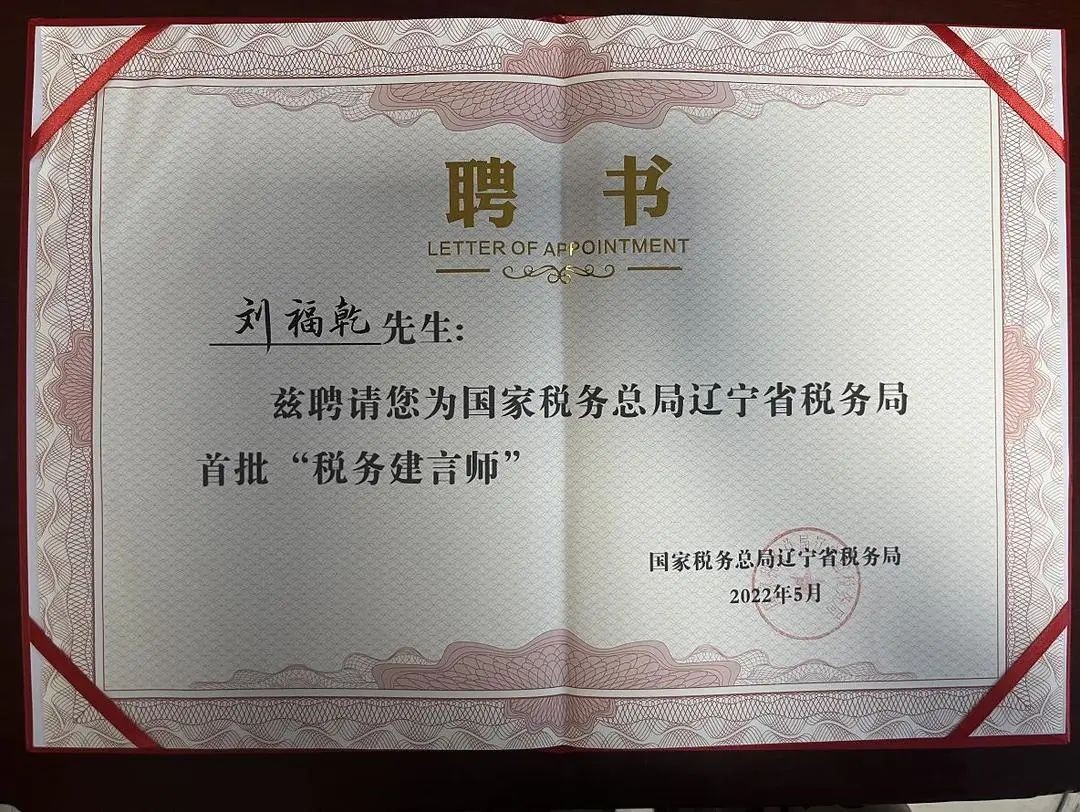 聘 书
LETTER OF APPOINTMENT
刘福乾先生:
兹聘请您为国家税务总局辽宁省税务局
首批“税务建言师”
国家税务总局辽宁省税务局
2022年5月